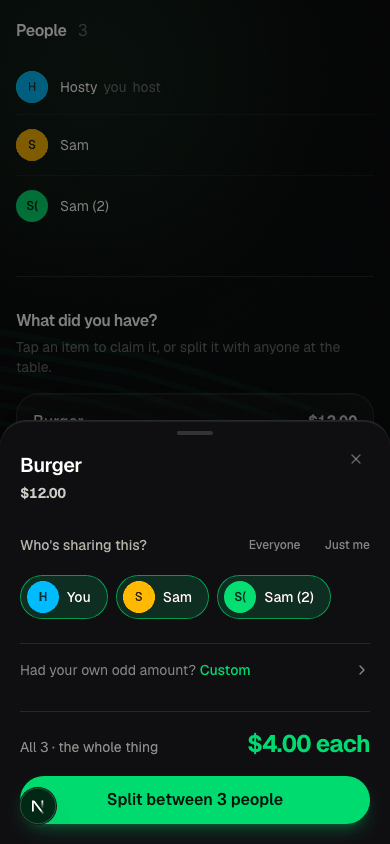 People 3
H Hosty you host
S Sam
S( Sam (2)
What did you have?
Tap an item to claim it, or split it with anyone at the
table.
Burger $12.00
Burger
$12.00
Who's sharing this? Everyone Just me
H You S Sam S( Sam (2)
Had your own odd amount? Custom
All 3 · the whole thing $4.00 each
N Split between 3 people